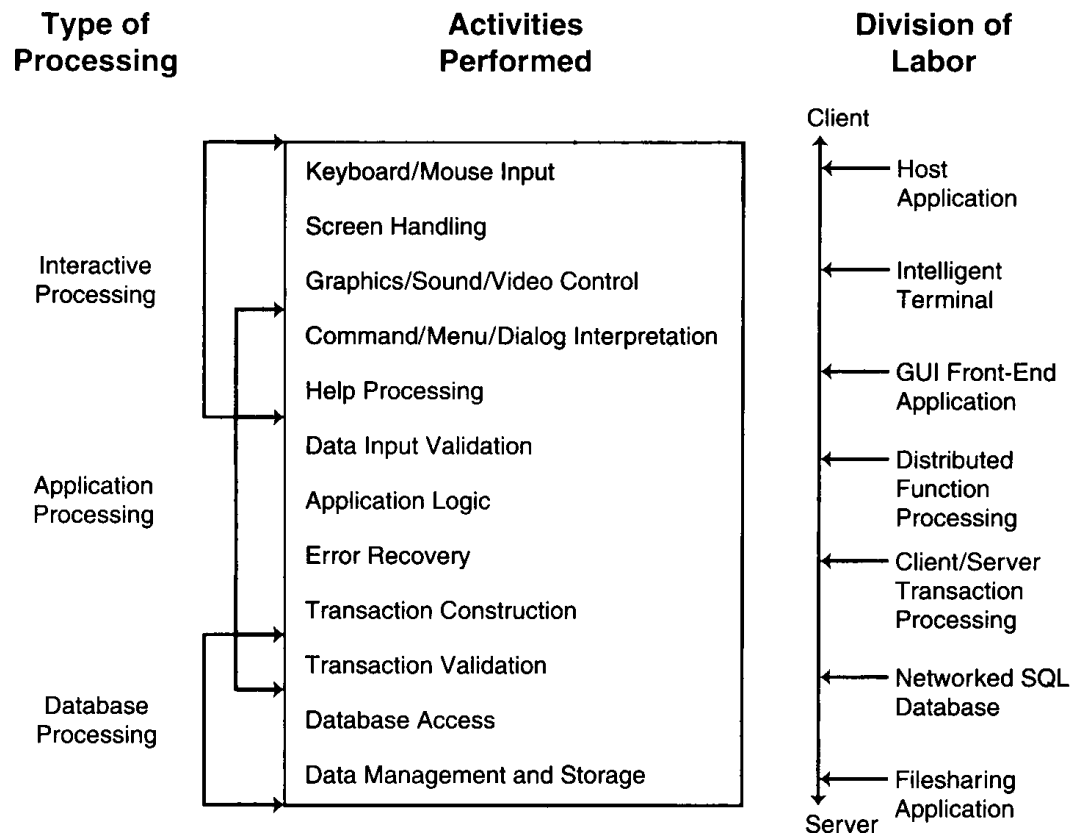 Type of
Processing
Activities
Performed
Division of
Labor
Interactive
Processing
Application
Processing
Database
Processing
Keyboard/Mouse Input
Screen Handling
Graphics/Sound/Video Control
Command/Menu/Dialog Interpretation
Help Processing
Data Input Validation
Application Logic
Error Recovery
Transaction Construction
Transaction Validation
Database Access
Data Management and Storage
Client
Host
Application
Intelligent
Terminal
GUI Front-End
Application
Distributed
Function
Processing
Client/Server
Transaction
Processing
Networked SQL
Database
Filesharing
Application
Server